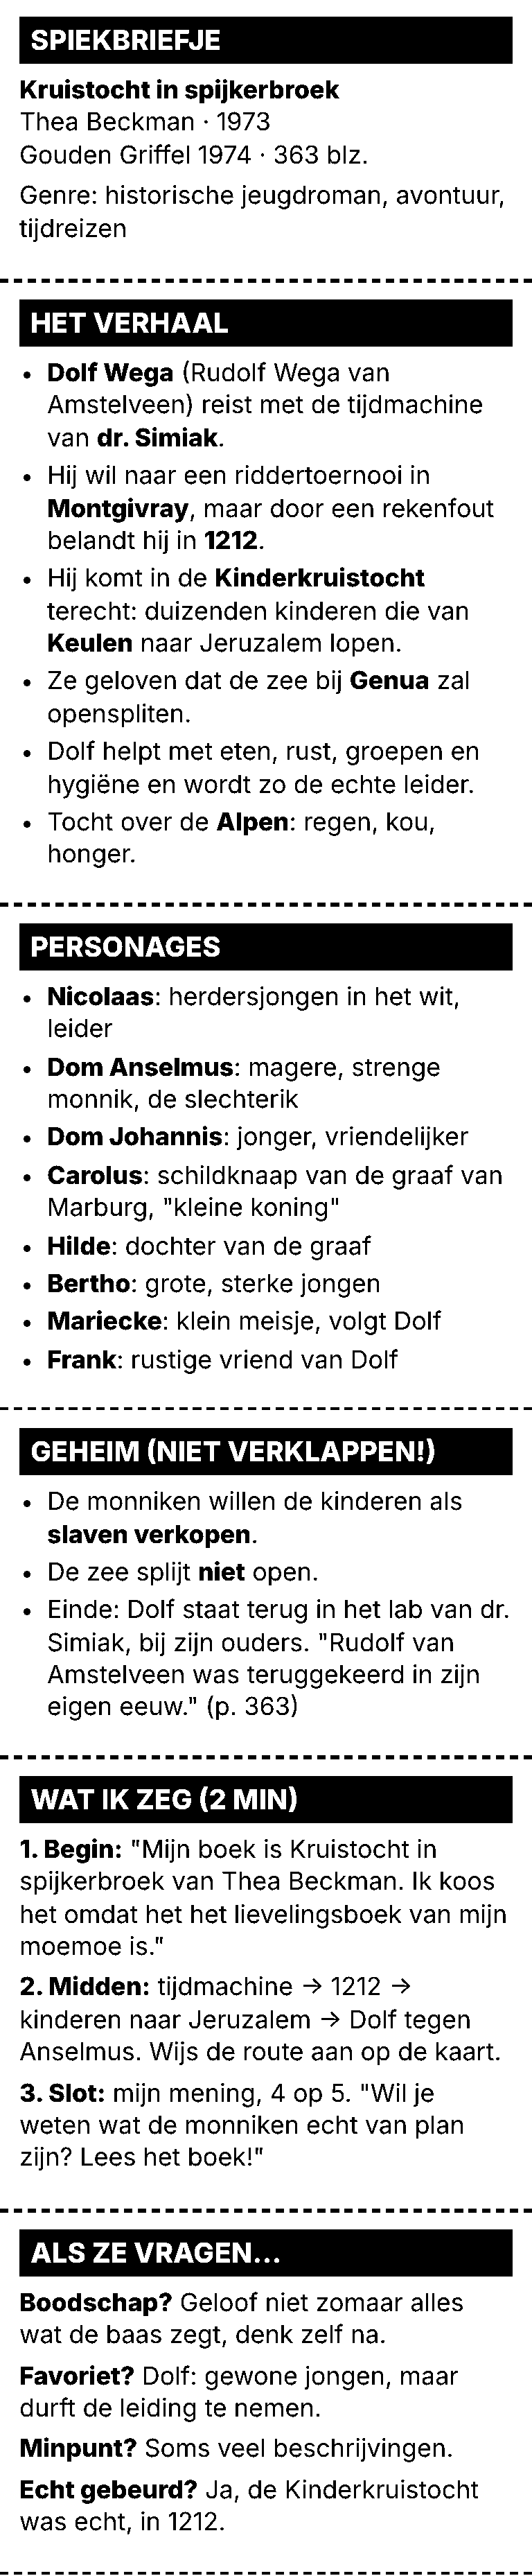 SPIEKBRIEFJE
Kruistocht in spijkerbroek
Thea Beckman · 1973
Gouden Griffel 1974 · 363 blz.
Genre: historische jeugdroman, avontuur,
tijdreizen
HET VERHAAL
• Dolf Wega (Rudolf Wega van
Amstelveen) reist met de tijdmachine
van dr. Simiak.
• Hij wil naar een riddertoernooi in
Montgivray, maar door een rekenfout
belandt hij in 1212.
• Hij komt in de Kinderkruistocht
terecht: duizenden kinderen die van
Keulen naar Jeruzalem lopen.
• Ze geloven dat de zee bij Genua zal
openspliten.
• Dolf helpt met eten, rust, groepen en
hygiëne en wordt zo de echte leider.
• Tocht over de Alpen: regen, kou,
honger.
PERSONAGES
• Nicolaas: herdersjongen in het wit,
leider
• Dom Anselmus: magere, strenge
monnik, de slechterik
• Dom Johannis: jonger, vriendelijker
• Carolus: schildknaap van de graaf van
Marburg, "kleine koning"
• Hilde: dochter van de graaf
• Bertho: grote, sterke jongen
• Mariecke: klein meisje, volgt Dolf
• Frank: rustige vriend van Dolf
GEHEIM (NIET VERKLAPPEN!)
• De monniken willen de kinderen als
slaven verkopen.
• De zee splijt niet open.
• Einde: Dolf staat terug in het lab van dr.
Simiak, bij zijn ouders. "Rudolf van
Amstelveen was teruggekeerd in zijn
eigen eeuw." (p. 363)
WAT IK ZEG (2 MIN)
1. Begin: "Mijn boek is Kruistocht in
spijkerbroek van Thea Beckman. Ik koos
het omdat het het lievelingsboek van mijn
moemoe is."
2. Midden: tijdmachine → 1212 →
kinderen naar Jeruzalem → Dolf tegen
Anselmus. Wijs de route aan op de kaart.
3. Slot: mijn mening, 4 op 5. "Wil je
weten wat de monniken echt van plan
zijn? Lees het boek!"
ALS ZE VRAGEN...
Boodschap? Geloof niet zomaar alles
wat de baas zegt, denk zelf na.
Favoriet? Dolf: gewone jongen, maar
durft de leiding te nemen.
Minpunt? Soms veel beschrijvingen.
Echt gebeurd? Ja, de Kinderkruistocht
was echt, in 1212.